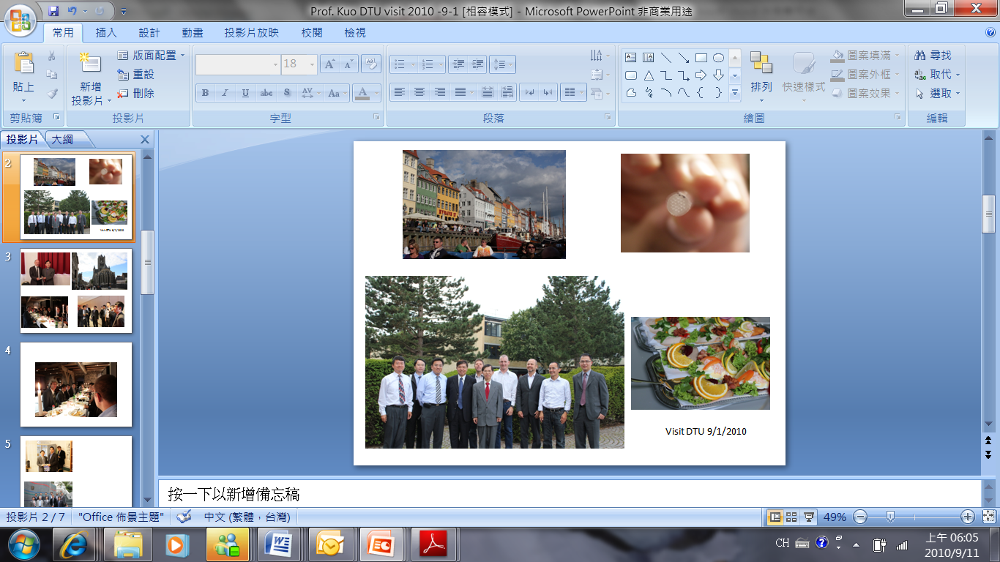 Prof. Kuo DTU visit 2010 -9-1 [相容模式] - Microsoft PowerPoint 非商業用途
常用 插入 設計 動畫 投影片放映 校閱 檢視
貼上
剪貼簿
新增
投影片
版面配置
重設
刪除
投影片
18
B I U abc S AV Aa A
字型
段落
排列
快速樣式
圖案填滿
圖案外框
圖案效果
繪圖
尋找
取代
選取
編輯
投影片 大綱
2
3
4
5
Visit DTU 9/1/2010
按一下以新增備忘稿
投影片 2 / 7 "Office 佈景主題" 中文 (繁體，台灣) 49%
CH
上午 06:05
2010/9/11